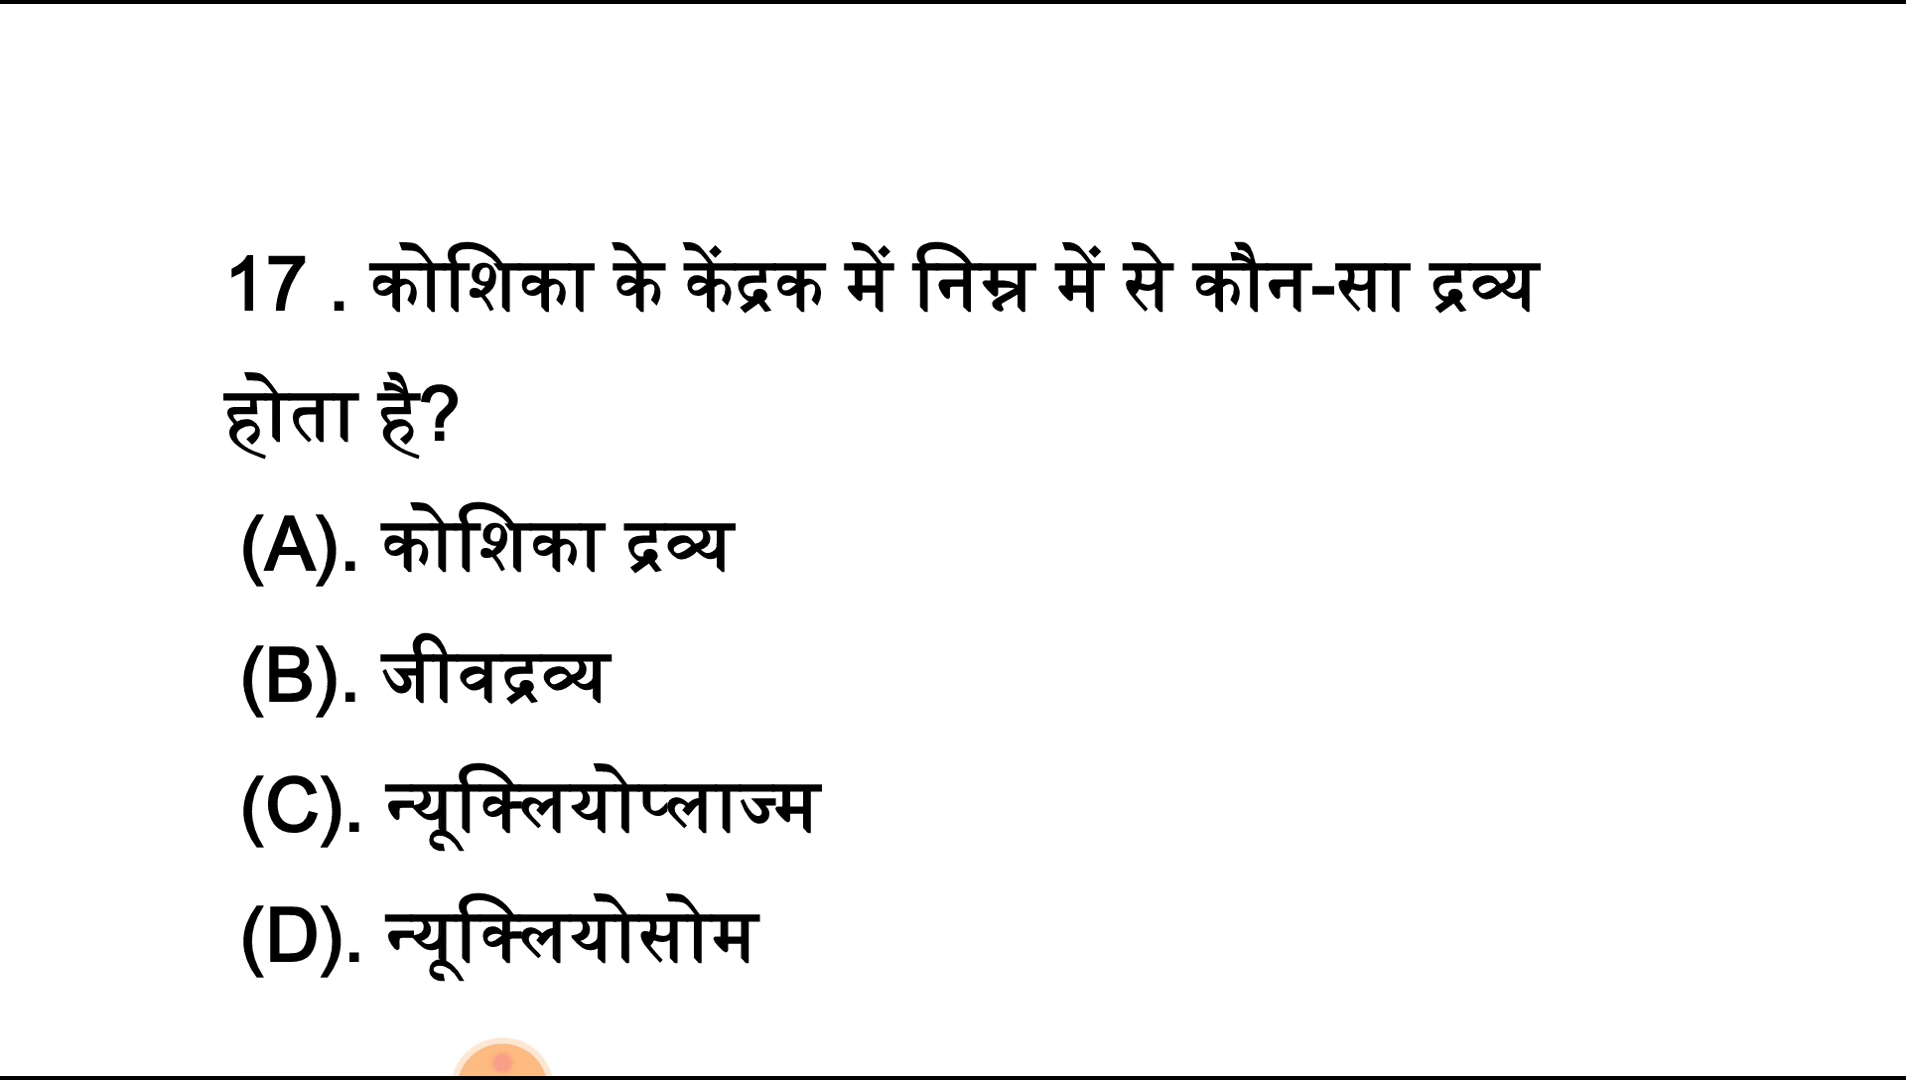 17 . कोशिका के केंद्रक में निम्न में से कौन-सा द्रव्य
होता है?
(A). कोशिका द्रव्य
(B). जीवद्रव्य
(C). न्यूक्लियोप्लाज्म
(D). न्यूक्लियोसोम